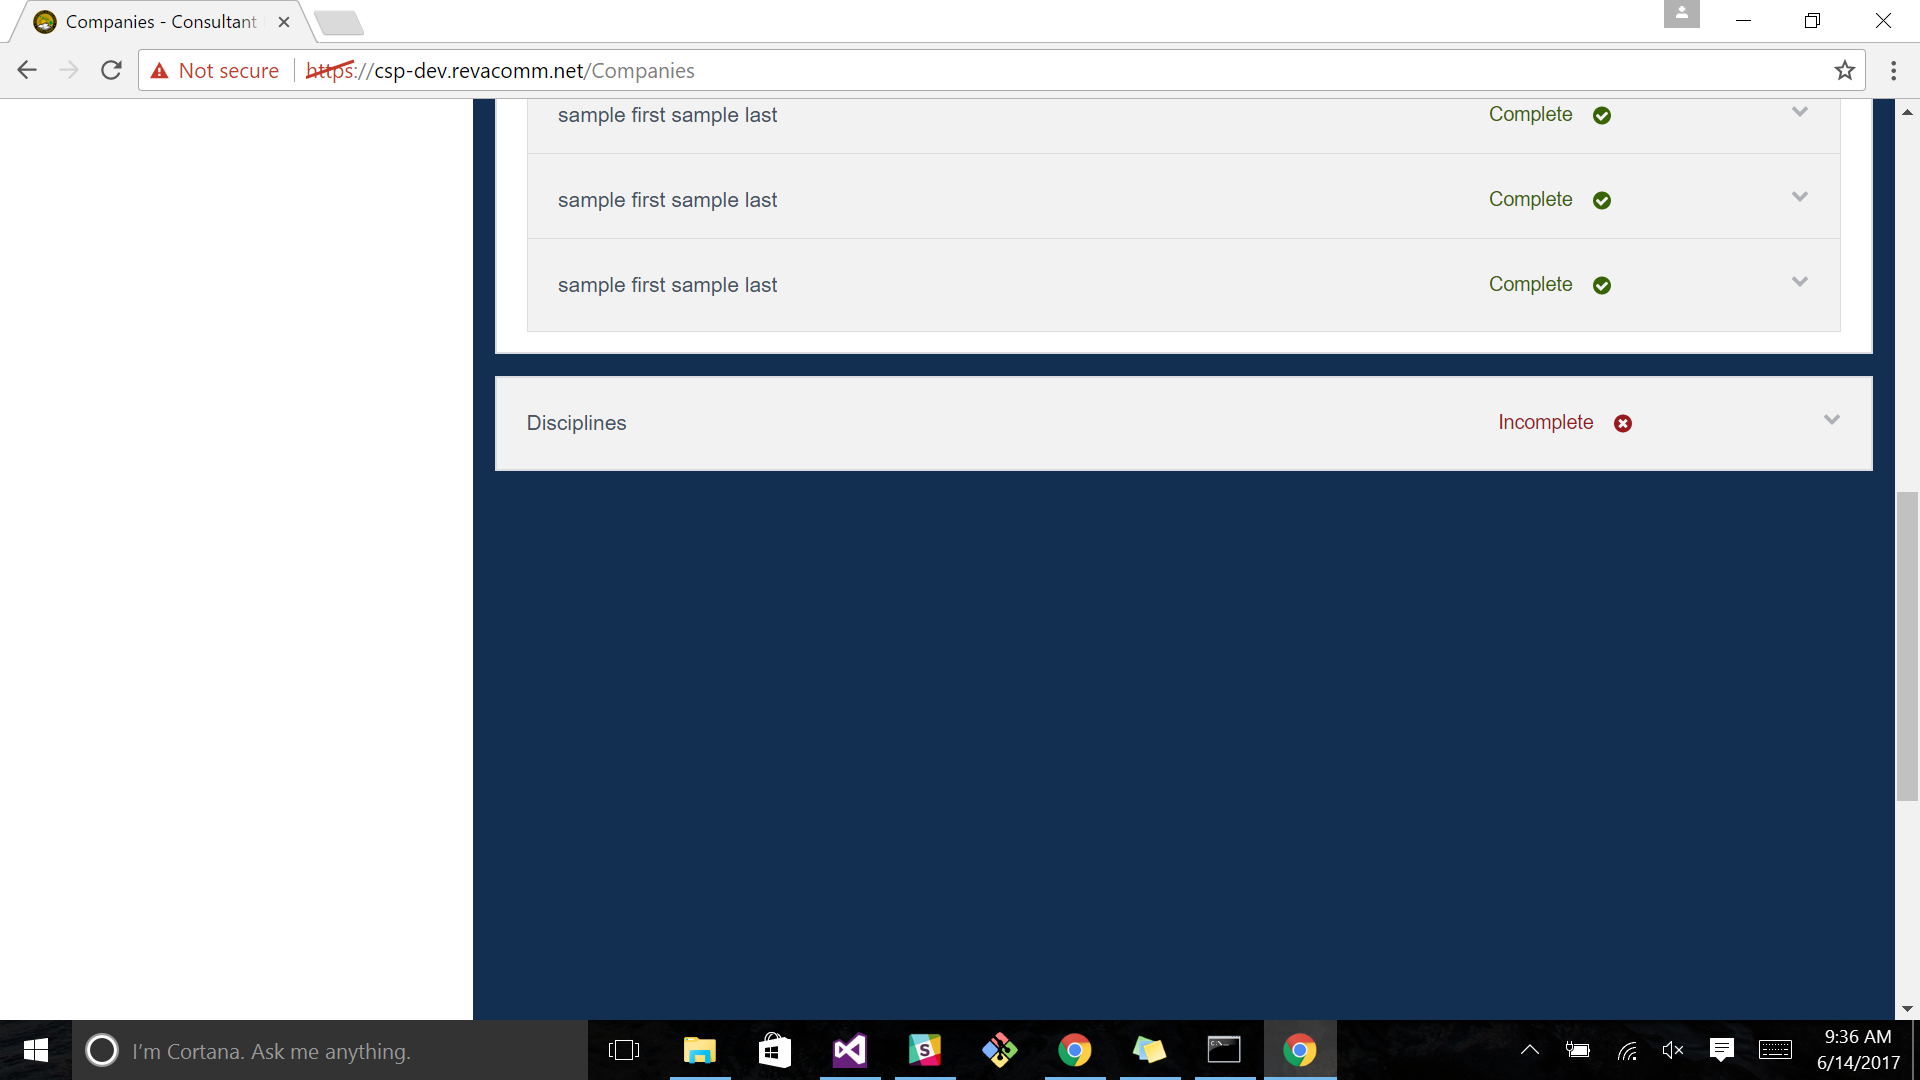 Companies - Consultant
Not secure https://csp-dev.revacomm.net/Companies
sample first sample last Complete
sample first sample last Complete
sample first sample last Complete
Disciplines Incomplete
I'm Cortana. Ask me anything.
9:36 AM
6/14/2017